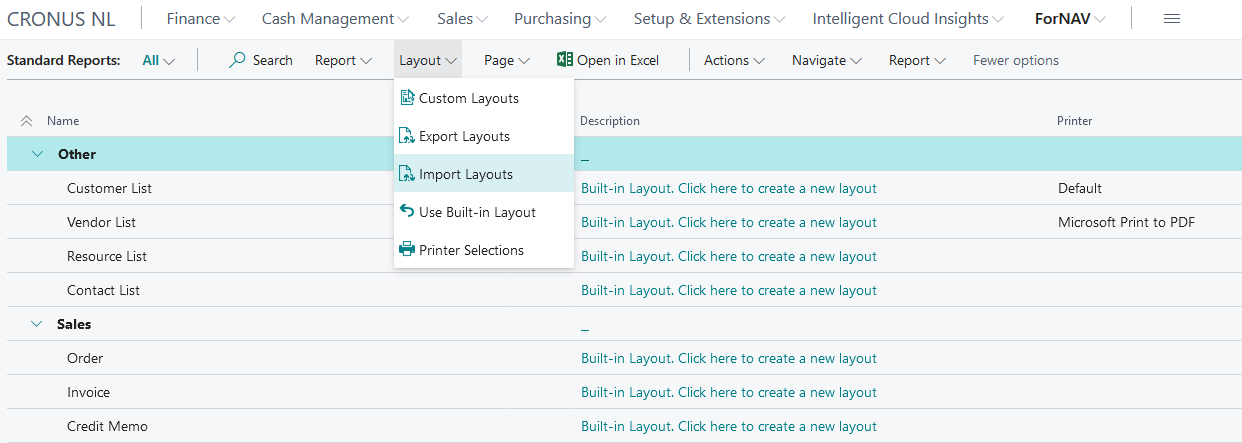 CRONUS NL Finance Cash Management Sales Purchasing Setup & Extensions Intelligent Cloud Insights ForNAV
Standard Reports: All Search Report Layout Page Open in Excel Actions Navigate Report Fewer options
Custom Layouts
Export Layouts
Import Layouts
Use Built-in Layout
Printer Selections
Name Description Printer
Other _
Customer List Built-in Layout. Click here to create a new layout Default
Vendor List Built-in Layout. Click here to create a new layout Microsoft Print to PDF
Resource List Built-in Layout. Click here to create a new layout
Contact List Built-in Layout. Click here to create a new layout
Sales _
Order Built-in Layout. Click here to create a new layout
Invoice Built-in Layout. Click here to create a new layout
Credit Memo Built-in Layout. Click here to create a new layout